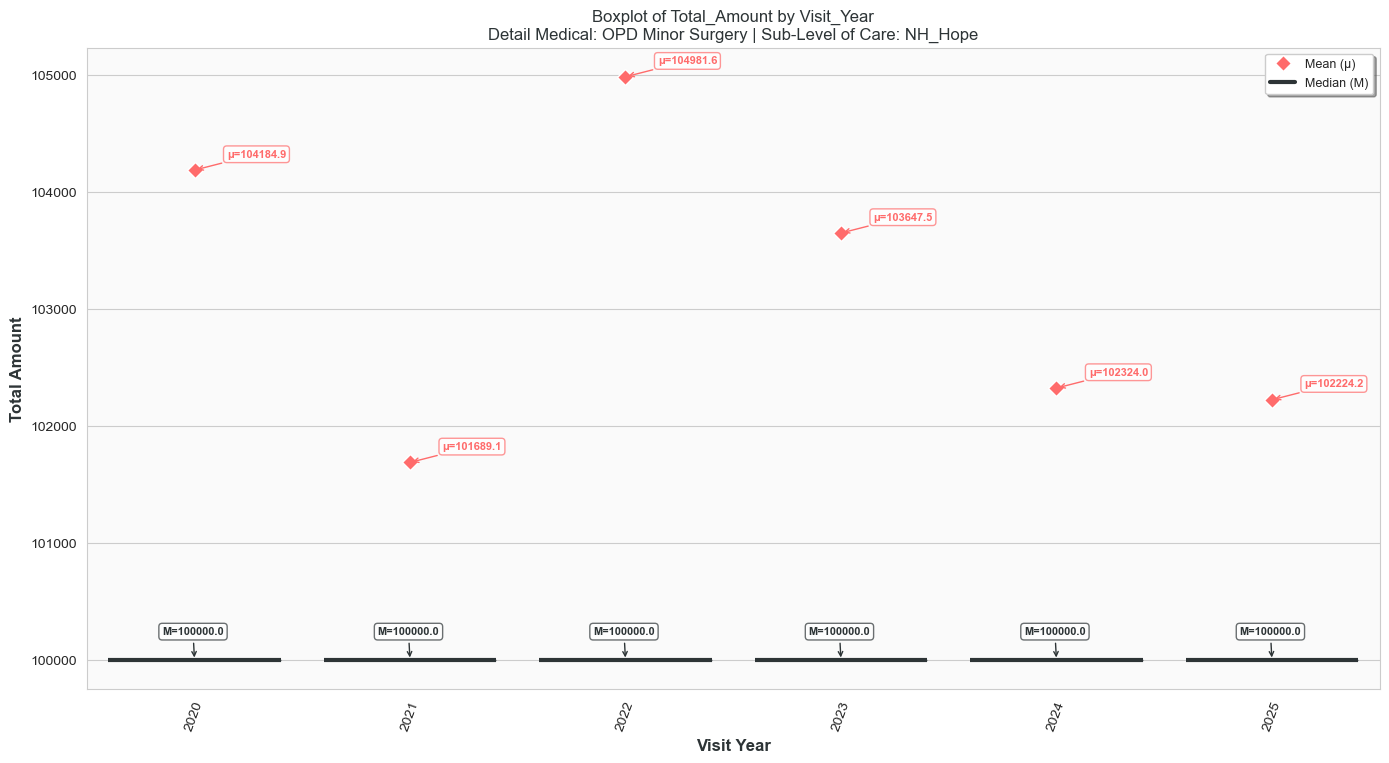 Boxplot of Total_Amount by Visit_Year
Detail Medical: OPD Minor Surgery | Sub-Level of Care: NH_Hope
Mean (μ)
Median (M)
Total Amount
105000
104000
103000
102000
101000
100000
μ=104184.9
μ=101689.1
μ=104981.6
μ=103647.5
μ=102324.0
μ=102224.2
M=100000.0
M=100000.0
M=100000.0
M=100000.0
M=100000.0
M=100000.0
2020
2021
2022
2023
2024
2025
Visit Year